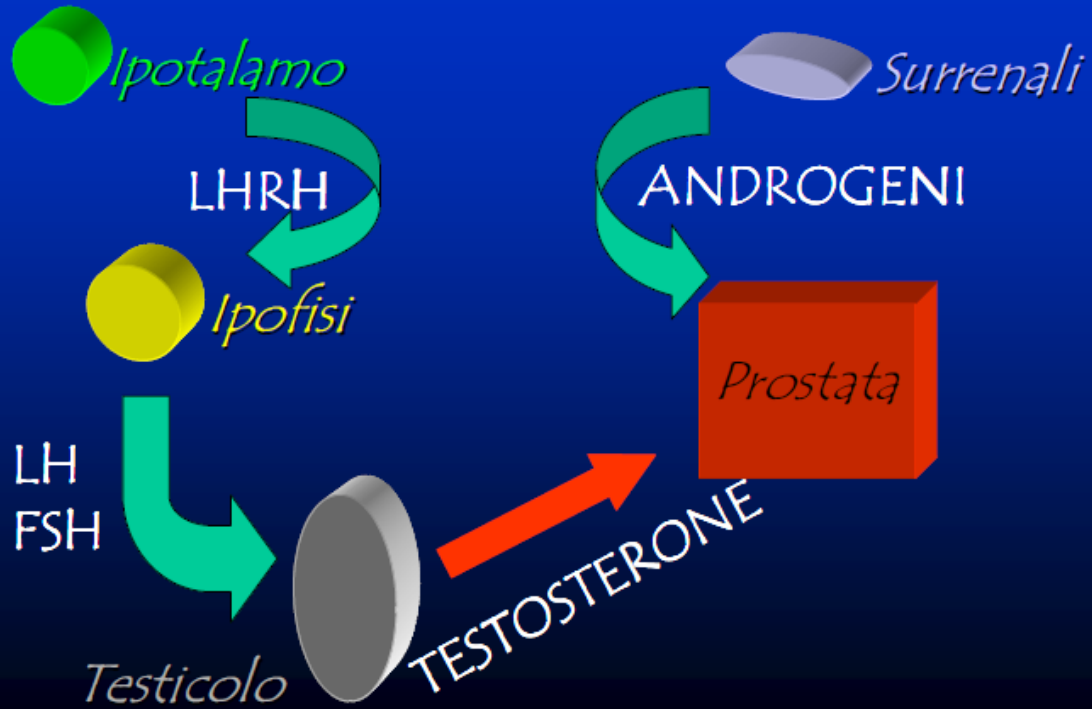 Ipotalamo
Surrenali
LHRH
ANDROGENI
Ipofisi
Prostata
LH
FSH
TESTOSTERONE
Testicolo